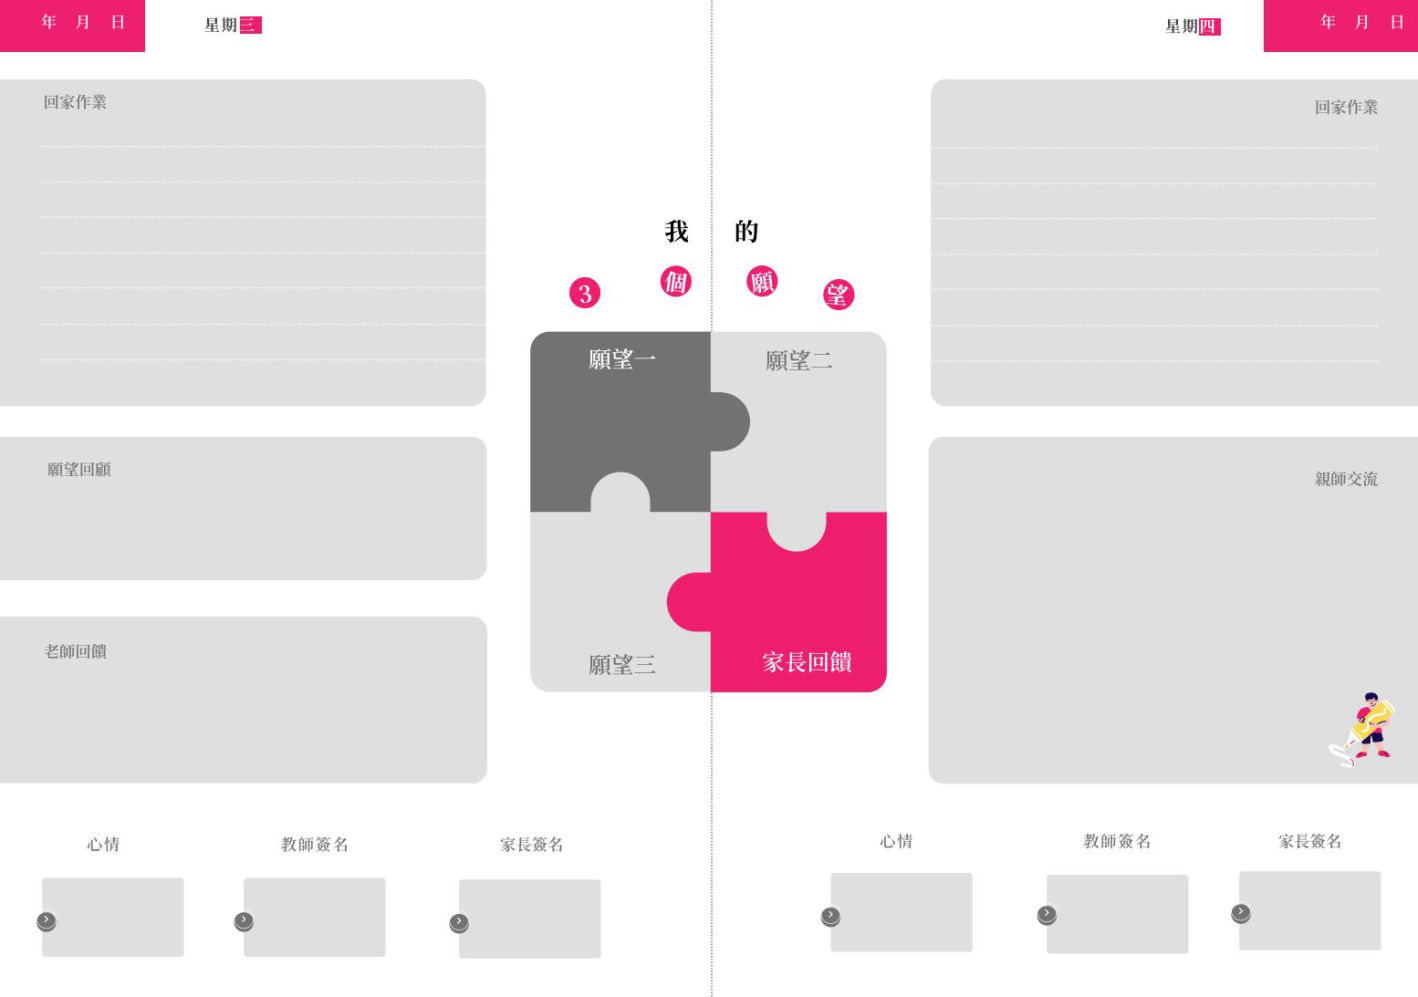 年 月 日
星期三
回家作業
願望回顧
老師回饋
心情
教師簽名
家長簽名
我的
3個願望
願望一
願望二
願望三
家長回饋
星期四
年 月 日
回家作業
親師交流
心情
教師簽名
家長簽名